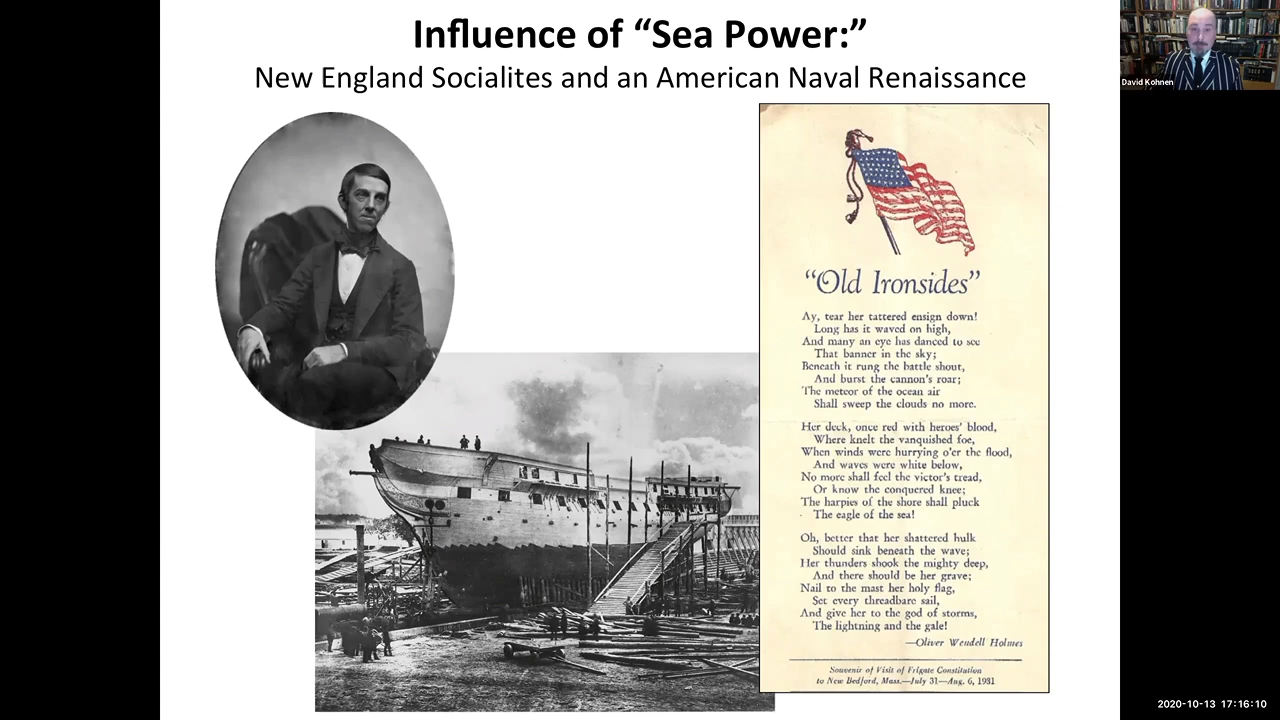 Influence of “Sea Power:”
New England Socialites and an American Naval Renaissance
David Kohnen
“Old Ironsides”
Ay, tear her tattered ensign down!
Long has it waved on high,
And many an eye has danced to see
That banner in the sky;
Beneath it rung the battle shout,
And burst the cannon's roar;
The meteor of the ocean air
Shall sweep the clouds no more.
Her deck, once red with heroes' blood,
Where knelt the vanquished foe,
When winds were hurrying o'er the flood,
And waves were white below,
No more shall feel the victor's tread,
Or know the conquered knee;
The harpies of the shore shall pluck
The eagle of the sea!
Oh, better that her shattered hulk
Should sink beneath the wave;
Her thunders shook the mighty deep,
And there should be her grave;
Nail to the mast her holy flag,
Set every threadbare sail,
And give her to the god of storms,
The lightning and the gale!
—Oliver Wendell Holmes
Souvenir of Visit of Frigate Constitution
to New Bedford, Mass.—July 31—Aug. 6, 1931
2020-10-13 17:16:10